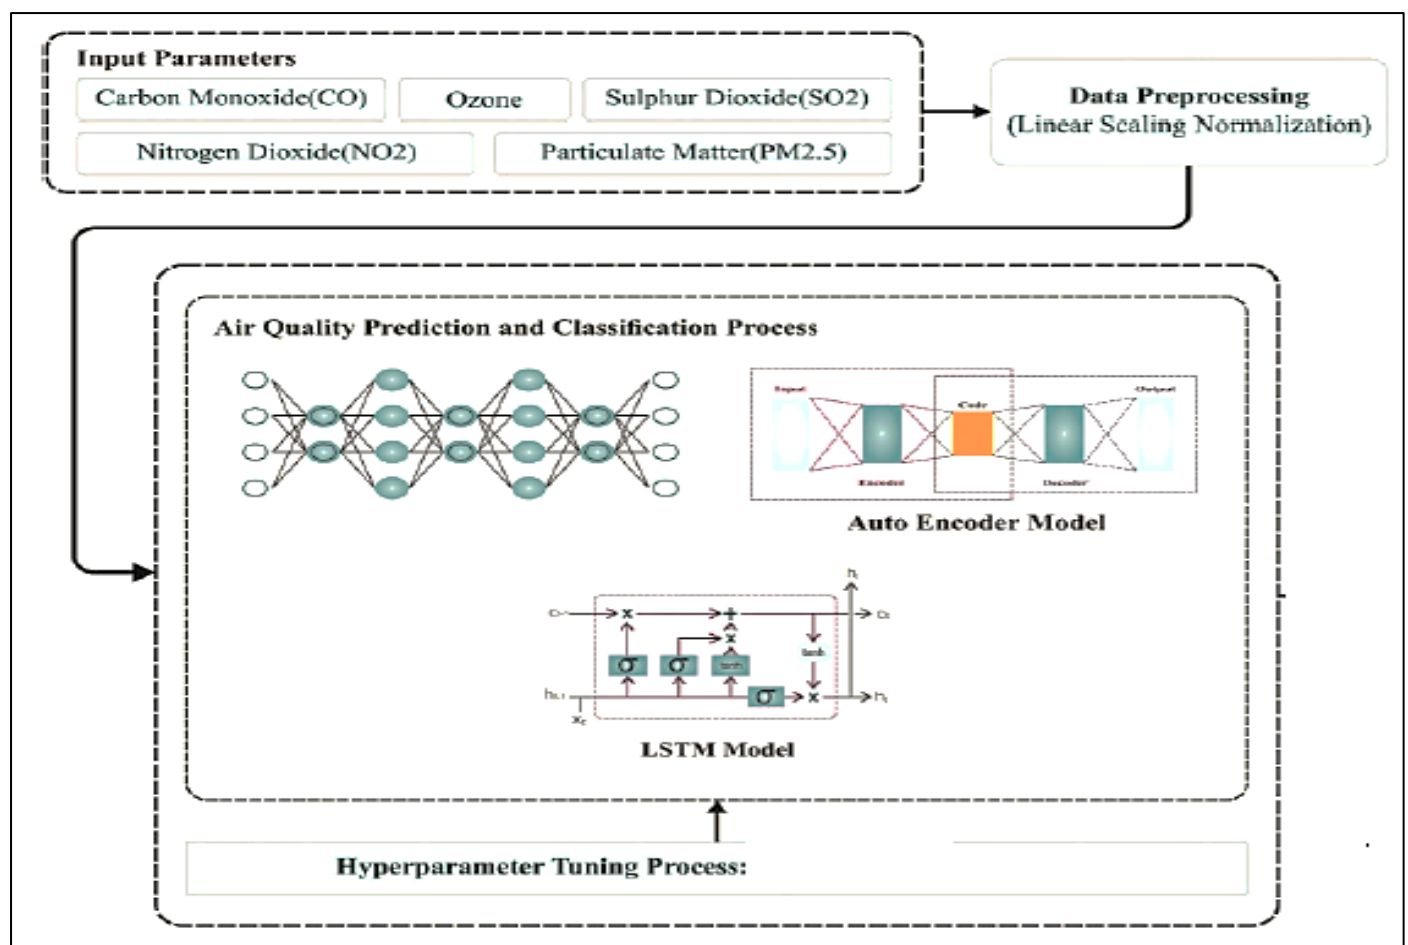 Input Parameters
Carbon Monoxide(CO)
Ozone
Sulphur Dioxide(SO2)
Nitrogen Dioxide(NO2)
Particulate Matter(PM2.5)
Data Preprocessing
(Linear Scaling Normalization)
Air Quality Prediction and Classification Process
Input
Code
Output
Encoder
Decoder
Auto Encoder Model
hₜ
x
+
x
σ
σ
tanh
tanh
σ
x
hₜ
LSTM Model
Hyperparameter Tuning Process: